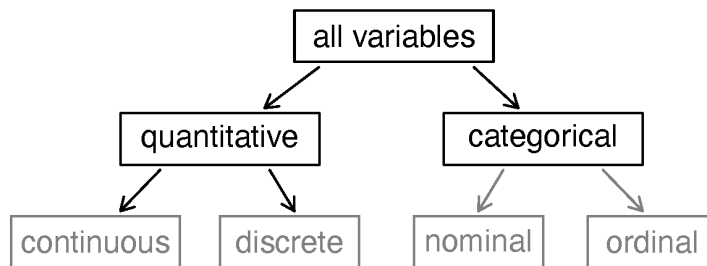 all variables
quantitative
categorical
continuous
discrete
nominal
ordinal